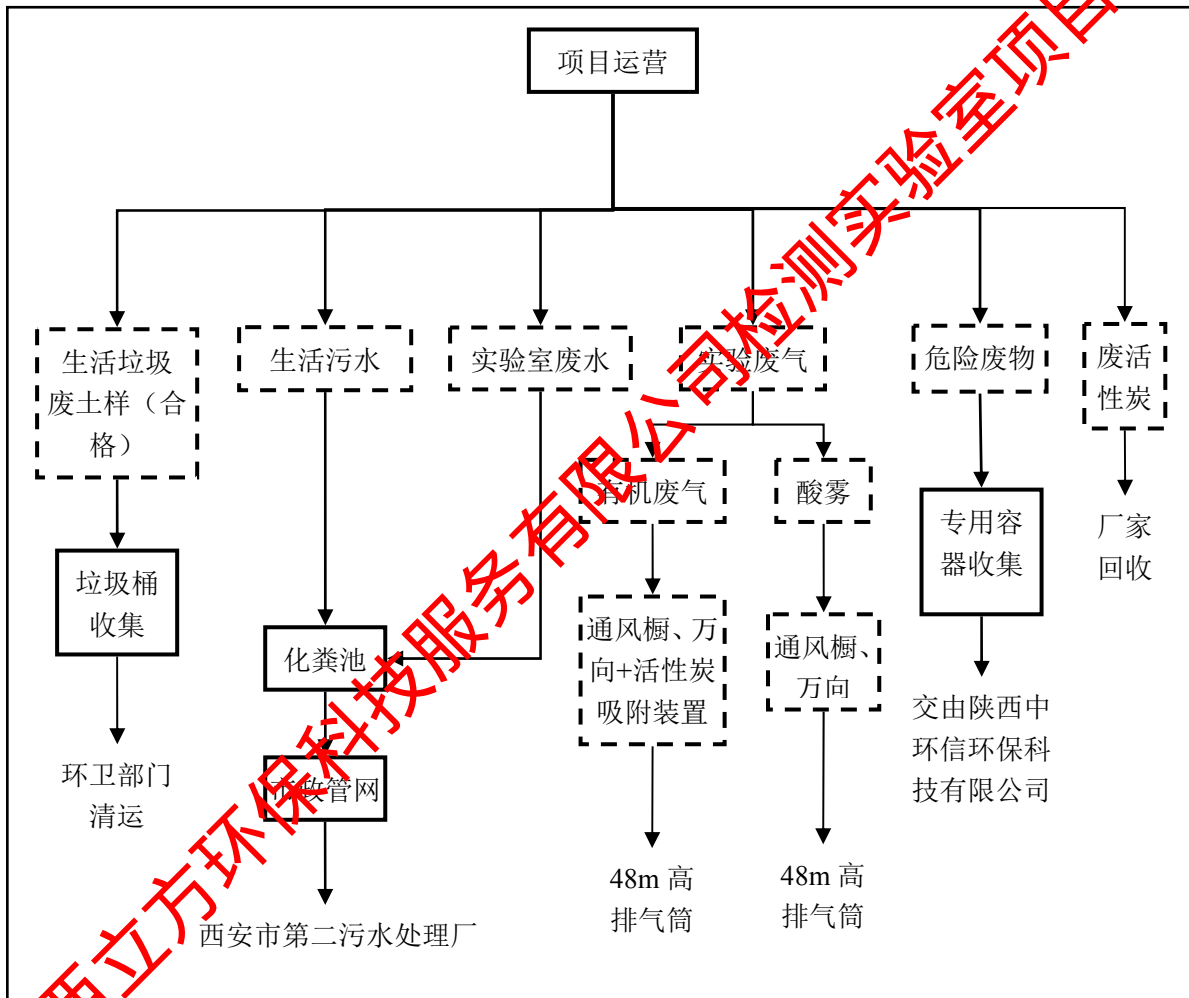 项目运营
生活垃圾
废土样（合
格）
生活污水
实验室废水
实验废气
危险废物
废活
性炭
有机废气
酸雾
垃圾桶
收集
专用容
器收集
厂家
回收
化粪池
通风橱、万
向+活性炭
吸附装置
通风橱、
万向
市政管网
环卫部门
清运
交由陕西中
环信环保科
技有限公司
48m 高
排气筒
48m 高
排气筒
西安市第二污水处理厂
西立方环保科技服务有限公司检测实验室项目